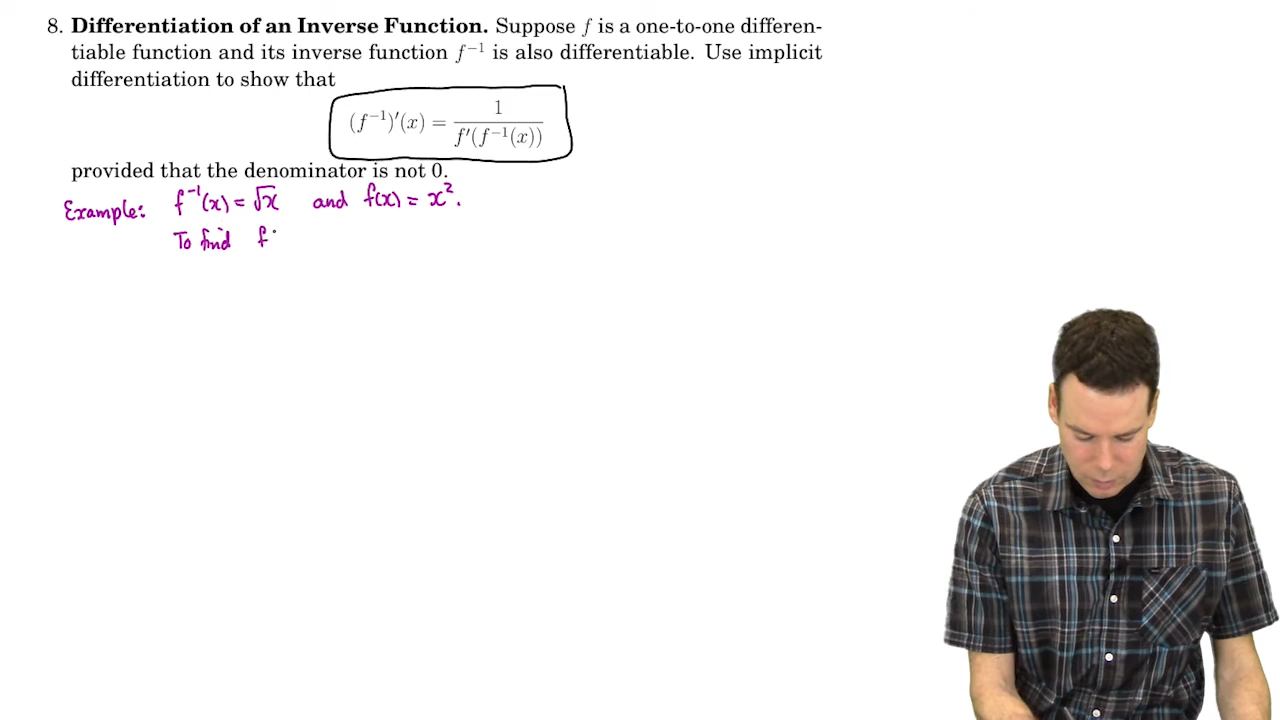 8. Differentiation of an Inverse Function. Suppose f is a one-to-one differen-
tiable function and its inverse function f⁻¹ is also differentiable. Use implicit
differentiation to show that
(f⁻¹)′(x) = 1 / f′(f⁻¹(x))
provided that the denominator is not 0.
Example: f⁻¹(x) = √x and f(x) = x².
To find f